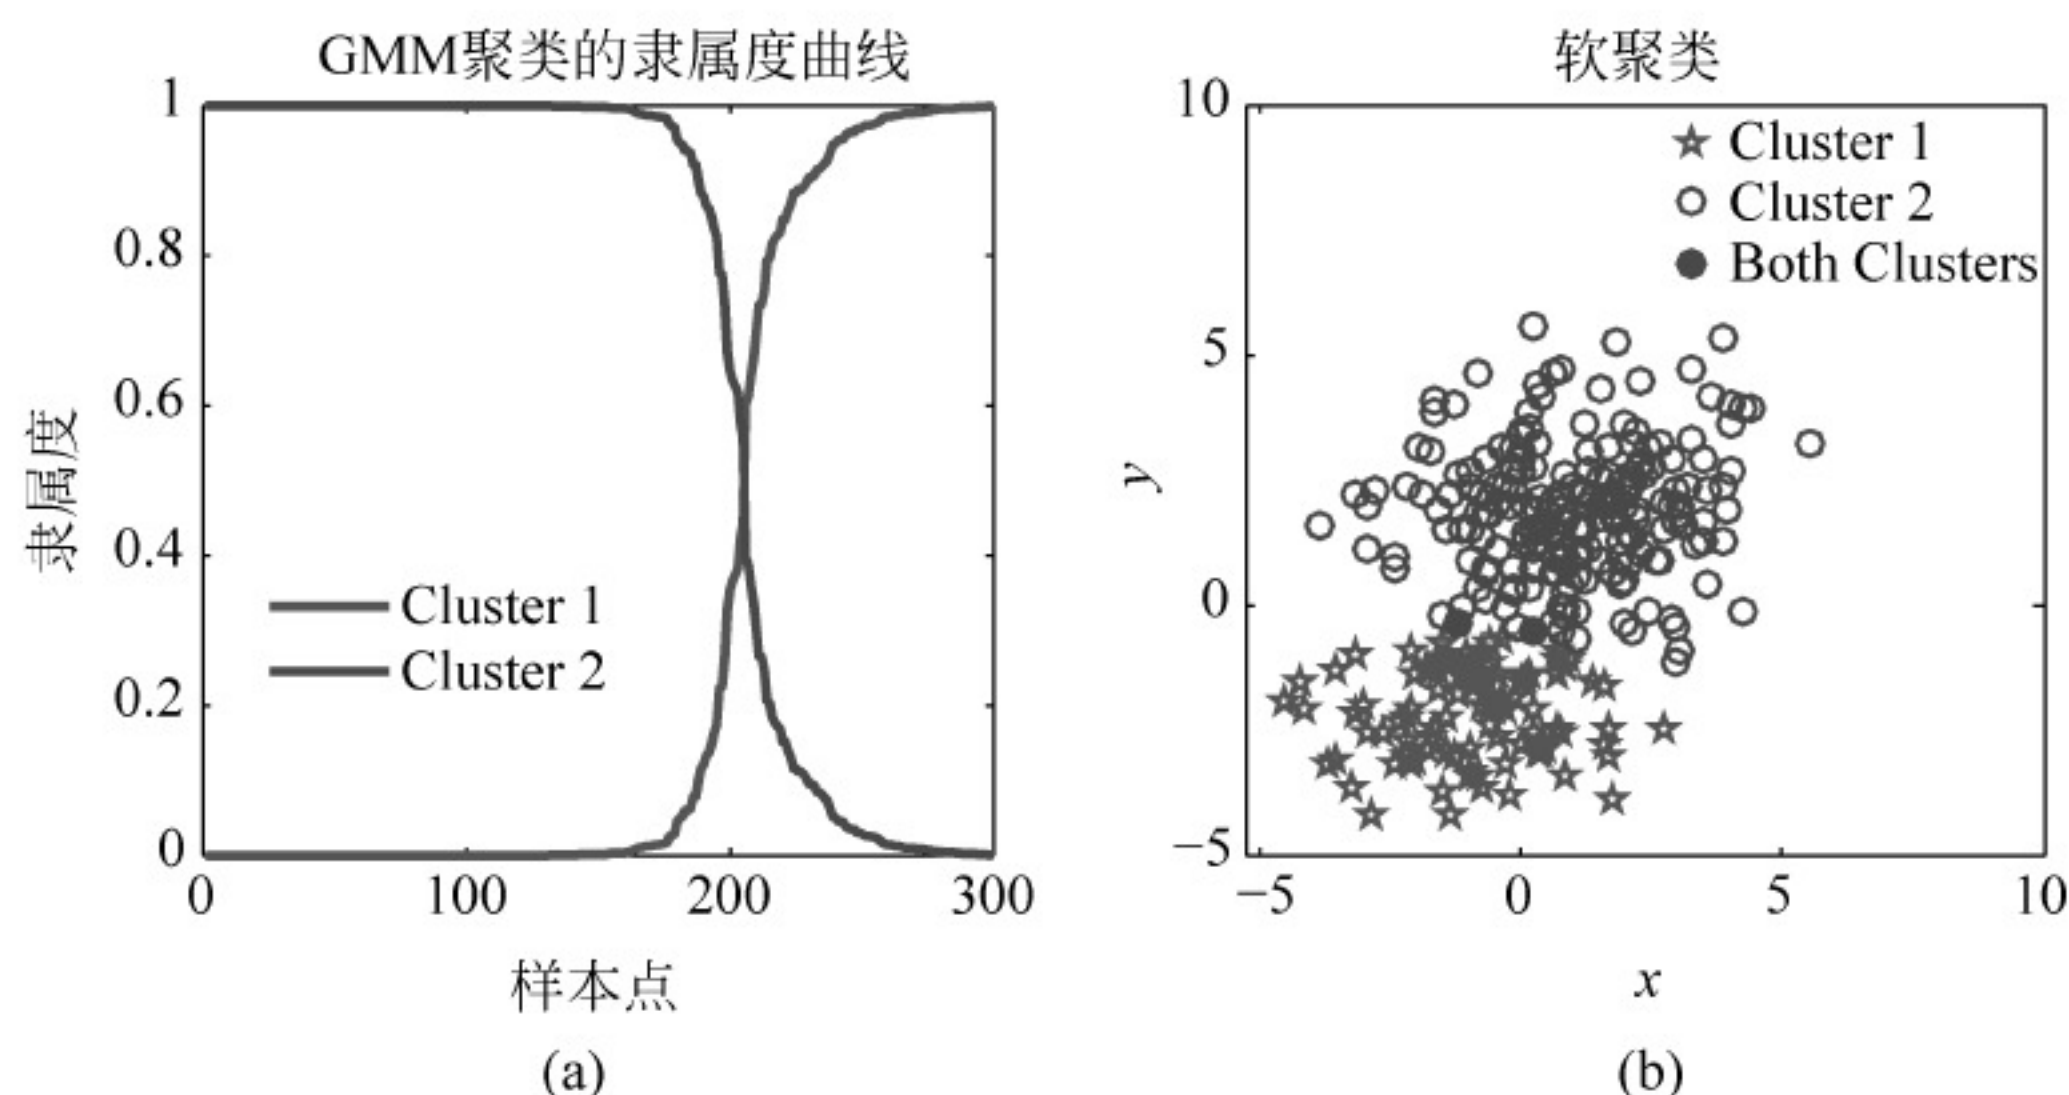 GMM聚类的隶属度曲线
1
0.8
0.6
0.4
0.2
0
隶属度
Cluster 1
Cluster 2
0 100 200 300
样本点
(a)
软聚类
10
5
0
−5
y
Cluster 1
Cluster 2
Both Clusters
−5 0 5 10
x
(b)